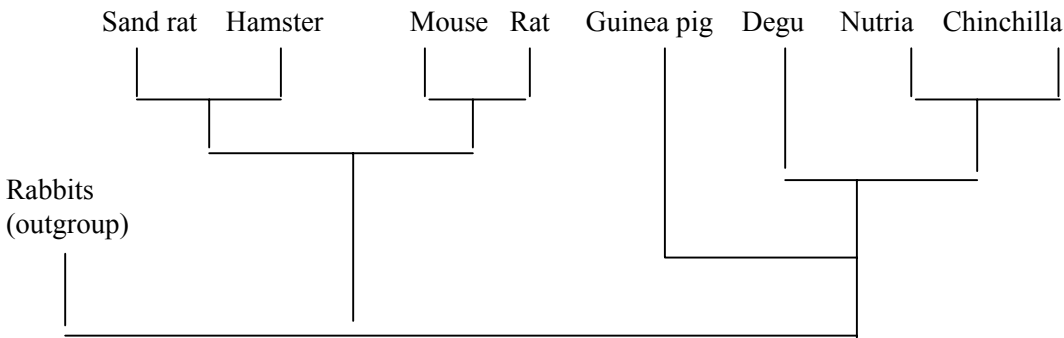 Sand rat Hamster Mouse Rat Guinea pig Degu Nutria Chinchilla
Rabbits
(outgroup)